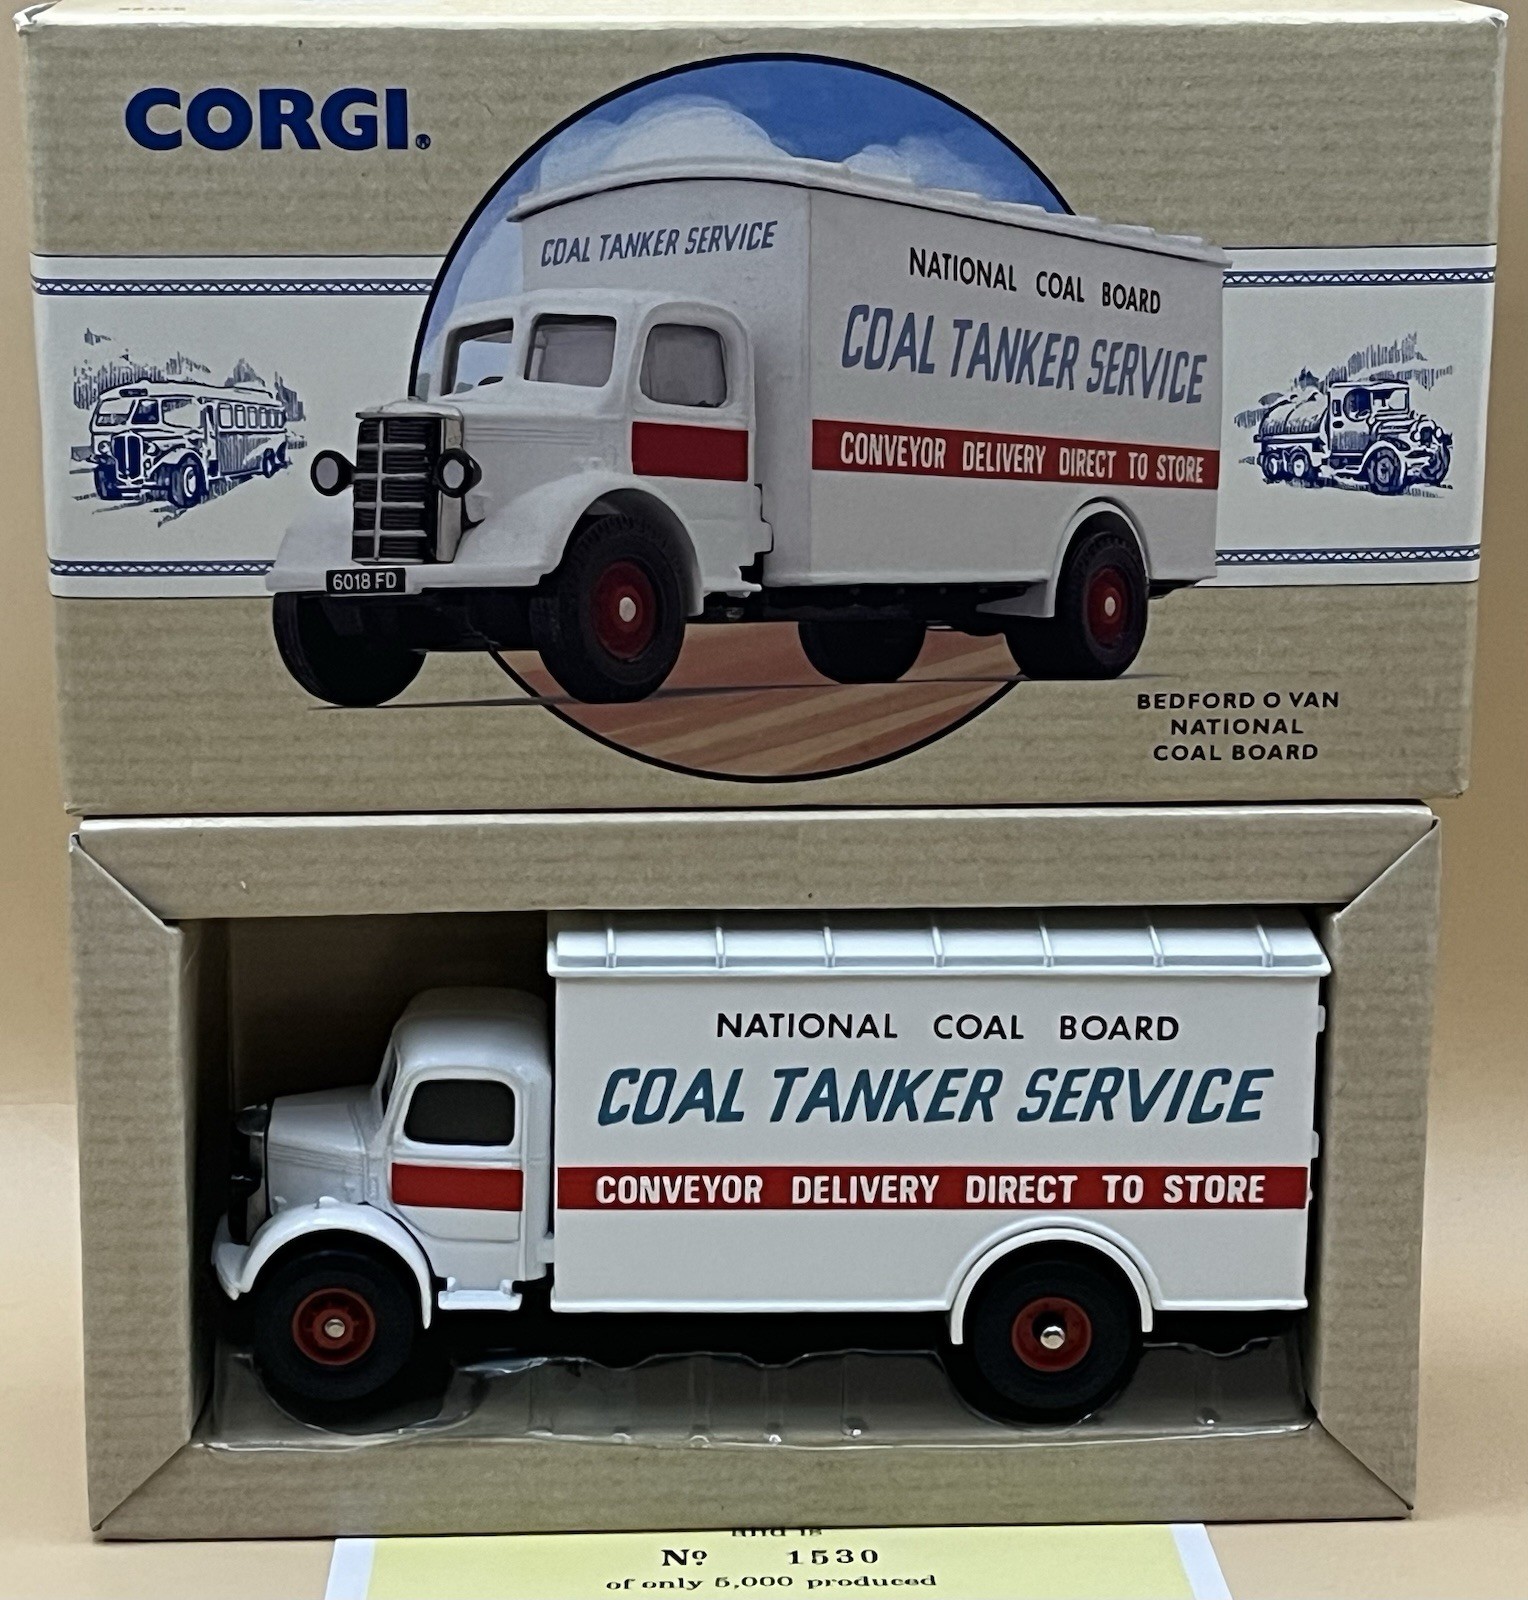 CORGI®
COAL TANKER SERVICE
NATIONAL COAL BOARD
COAL TANKER SERVICE
CONVEYOR DELIVERY DIRECT TO STORE
6018 FD
BEDFORD O VAN
NATIONAL
COAL BOARD
NATIONAL COAL BOARD
COAL TANKER SERVICE
CONVEYOR DELIVERY DIRECT TO STORE
and is
No 1530
of only 5,000 produced